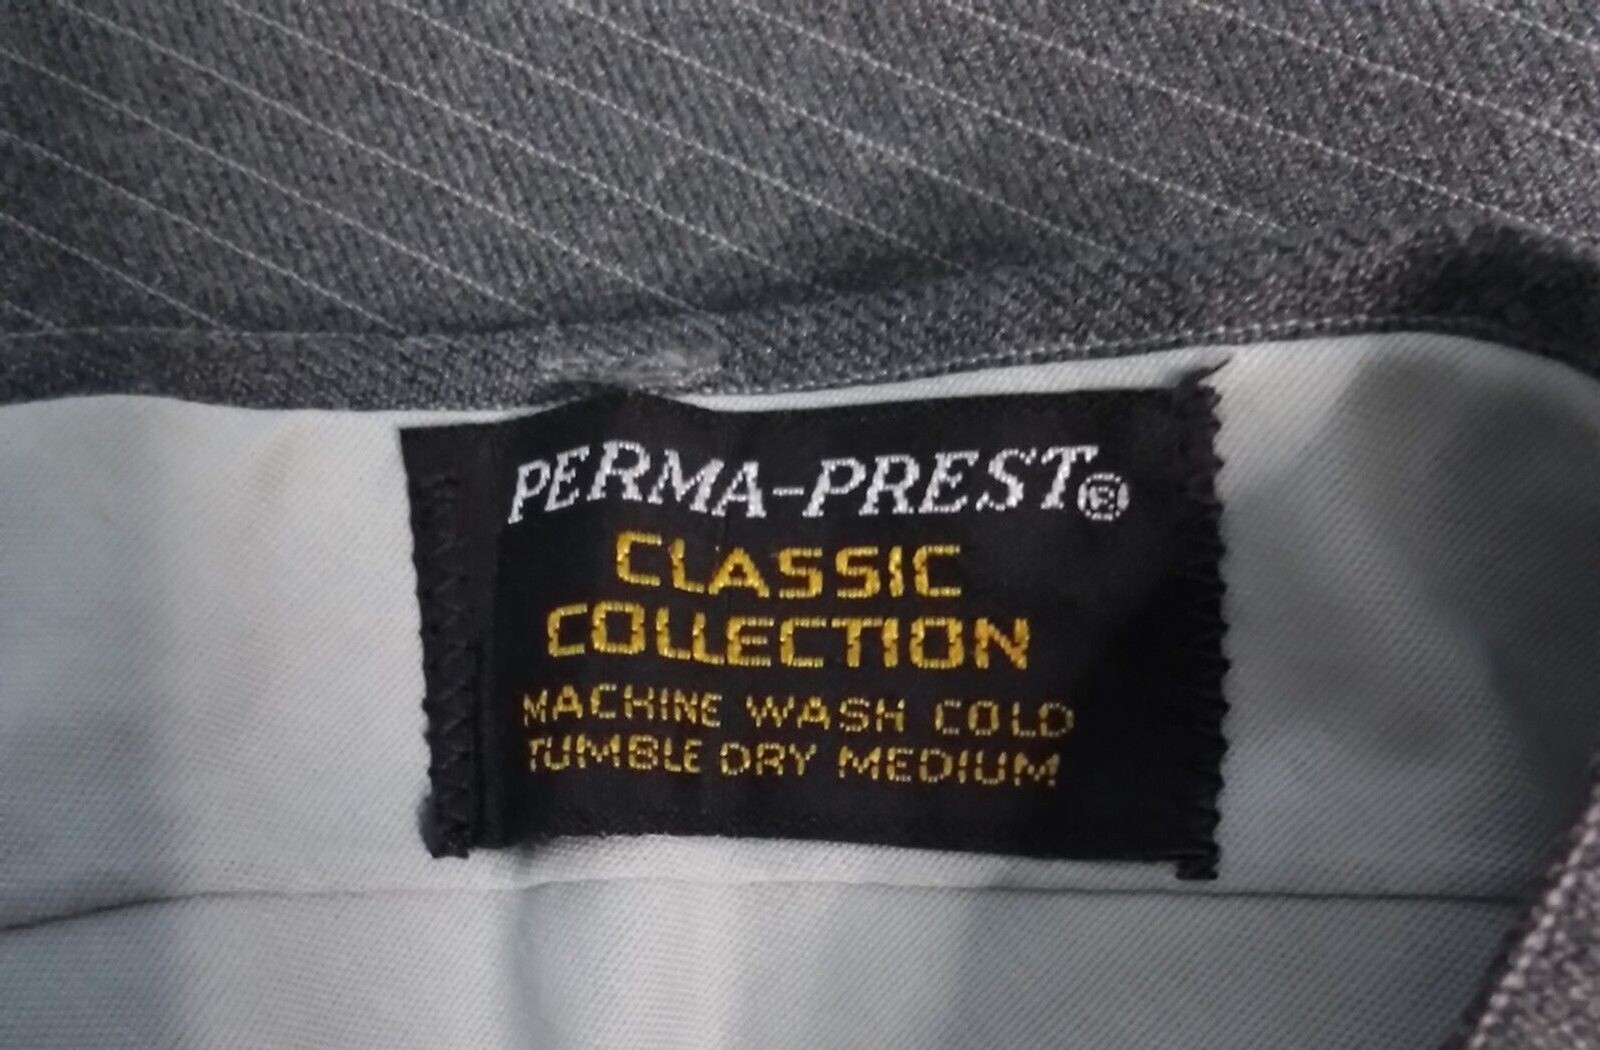 PERMA-PREST®
CLASSIC
COLLECTION
MACHINE WASH COLD
TUMBLE DRY MEDIUM